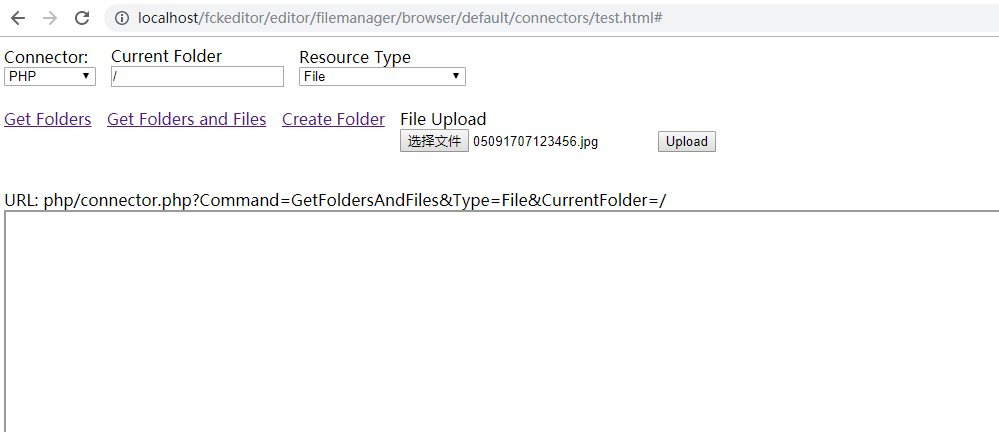 localhost/fckeditor/editor/filemanager/browser/default/connectors/test.html#
Connector: Current Folder Resource Type
PHP / File
Get Folders Get Folders and Files Create Folder File Upload
选择文件 05091707123456.jpg Upload
URL: php/connector.php?Command=GetFoldersAndFiles&Type=File&CurrentFolder=/